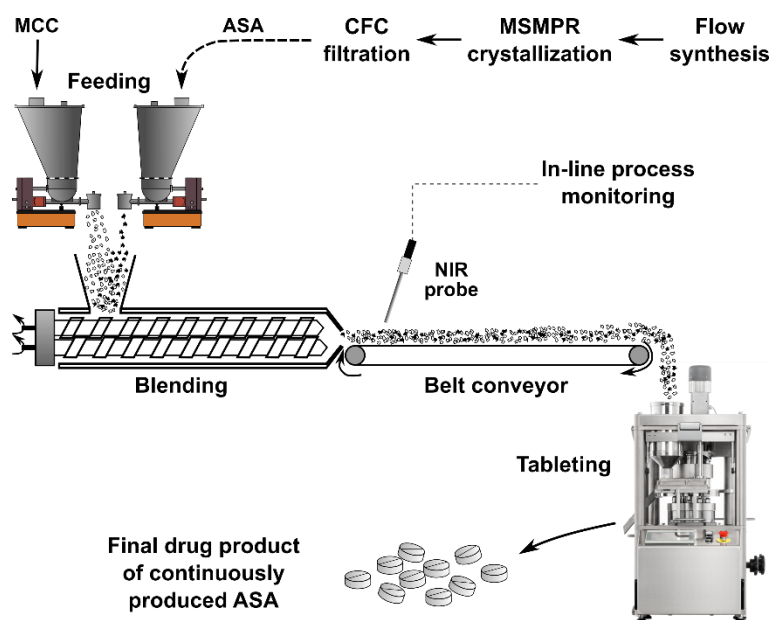 MCC
ASA
CFC
filtration
MSMPR
crystallization
Flow
synthesis
Feeding
In-line process
monitoring
NIR
probe
Blending
Belt conveyor
Tableting
Final drug product
of continuously
produced ASA